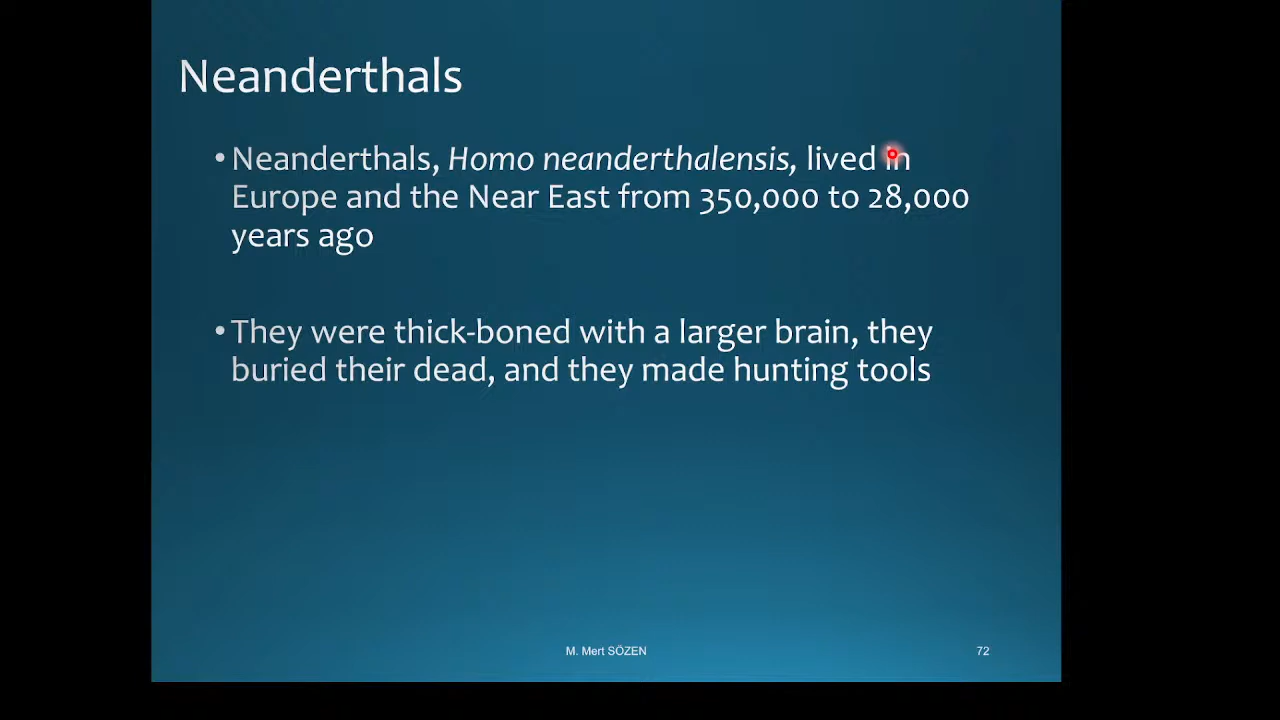 Neanderthals
• Neanderthals, Homo neanderthalensis, lived in
Europe and the Near East from 350,000 to 28,000
years ago
• They were thick-boned with a larger brain, they
buried their dead, and they made hunting tools
M. Mert SÖZEN
72